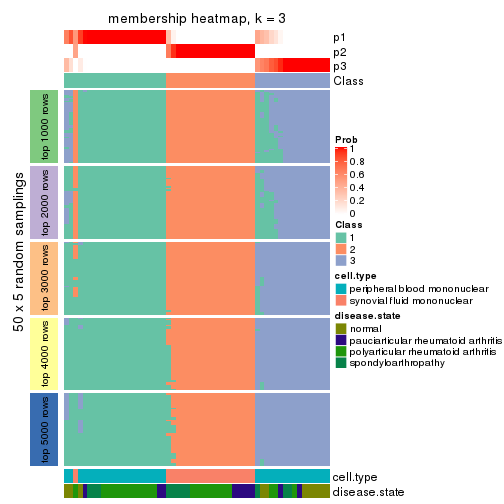 membership heatmap, k = 3
p1
p2
p3
Class
50 x 5 random samplings
top 1000 rows
top 2000 rows
top 3000 rows
top 4000 rows
top 5000 rows
cell.type
disease.state
Prob
1
0.8
0.6
0.4
0.2
0
Class
1
2
3
cell.type
peripheral blood mononuclear
synovial fluid mononuclear
disease.state
normal
pauciarticular rheumatoid arthritis
polyarticular rheumatoid arthritis
spondyloarthropathy